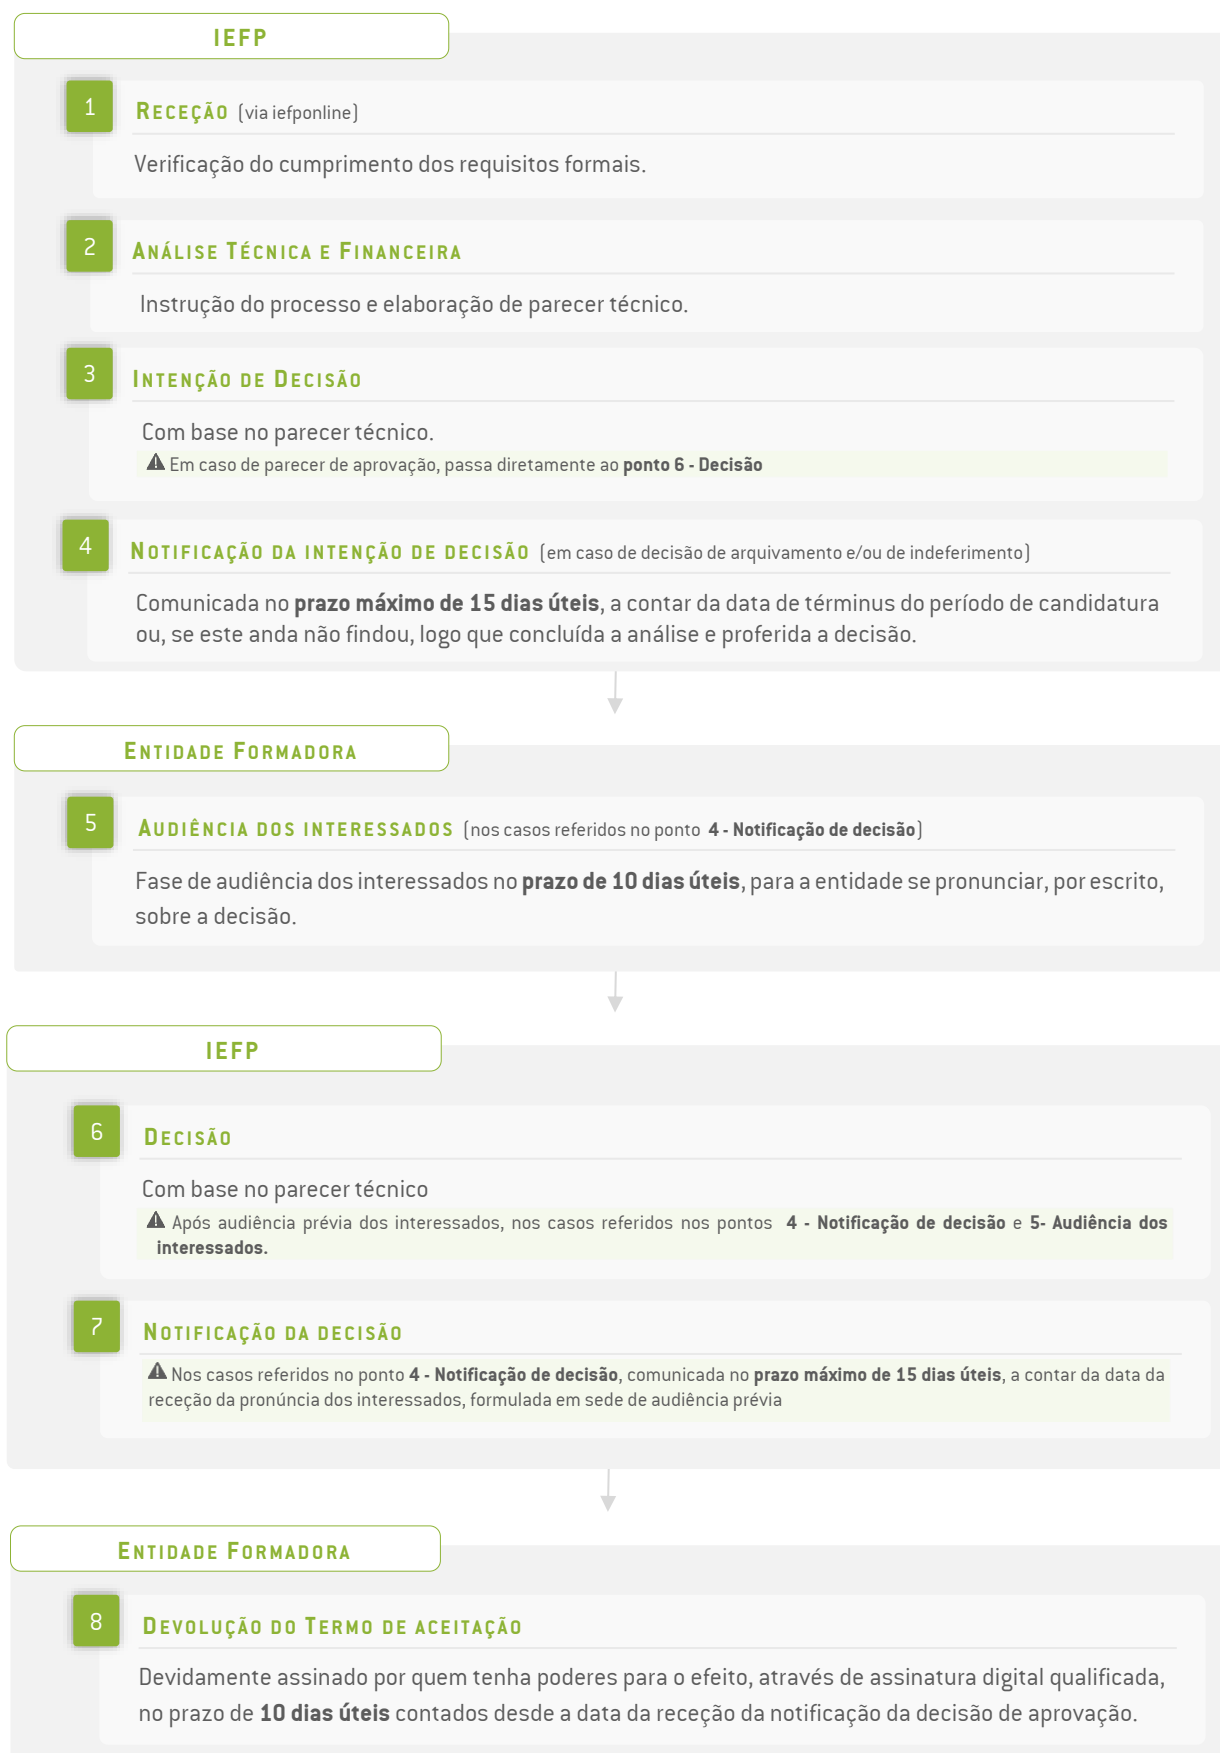 IEFP
1
RECEÇÃO (via iefponline)
Verificação do cumprimento dos requisitos formais.
2
ANÁLISE TÉCNICA E FINANCEIRA
Instrução do processo e elaboração de parecer técnico.
3
INTENÇÃO DE DECISÃO
Com base no parecer técnico.
Em caso de parecer de aprovação, passa diretamente ao ponto 6 - Decisão
4
NOTIFICAÇÃO DA INTENÇÃO DE DECISÃO (em caso de decisão de arquivamento e/ou de indeferimento)
Comunicada no prazo máximo de 15 dias úteis, a contar da data de términus do período de candidatura
ou, se este anda não findou, logo que concluída a análise e proferida a decisão.
ENTIDADE FORMADORA
5
AUDIÊNCIA DOS INTERESSADOS (nos casos referidos no ponto 4 - Notificação de decisão)
Fase de audiência dos interessados no prazo de 10 dias úteis, para a entidade se pronunciar, por escrito,
sobre a decisão.
IEFP
6
DECISÃO
Com base no parecer técnico
Após audiência prévia dos interessados, nos casos referidos nos pontos 4 - Notificação de decisão e 5- Audiência dos
interessados.
7
NOTIFICAÇÃO DA DECISÃO
Nos casos referidos no ponto 4 - Notificação de decisão, comunicada no prazo máximo de 15 dias úteis, a contar da data da
receção da pronúncia dos interessados, formulada em sede de audiência prévia
ENTIDADE FORMADORA
8
DEVOLUÇÃO DO TERMO DE ACEITAÇÃO
Devidamente assinado por quem tenha poderes para o efeito, através de assinatura digital qualificada,
no prazo de 10 dias úteis contados desde a data da receção da notificação da decisão de aprovação.